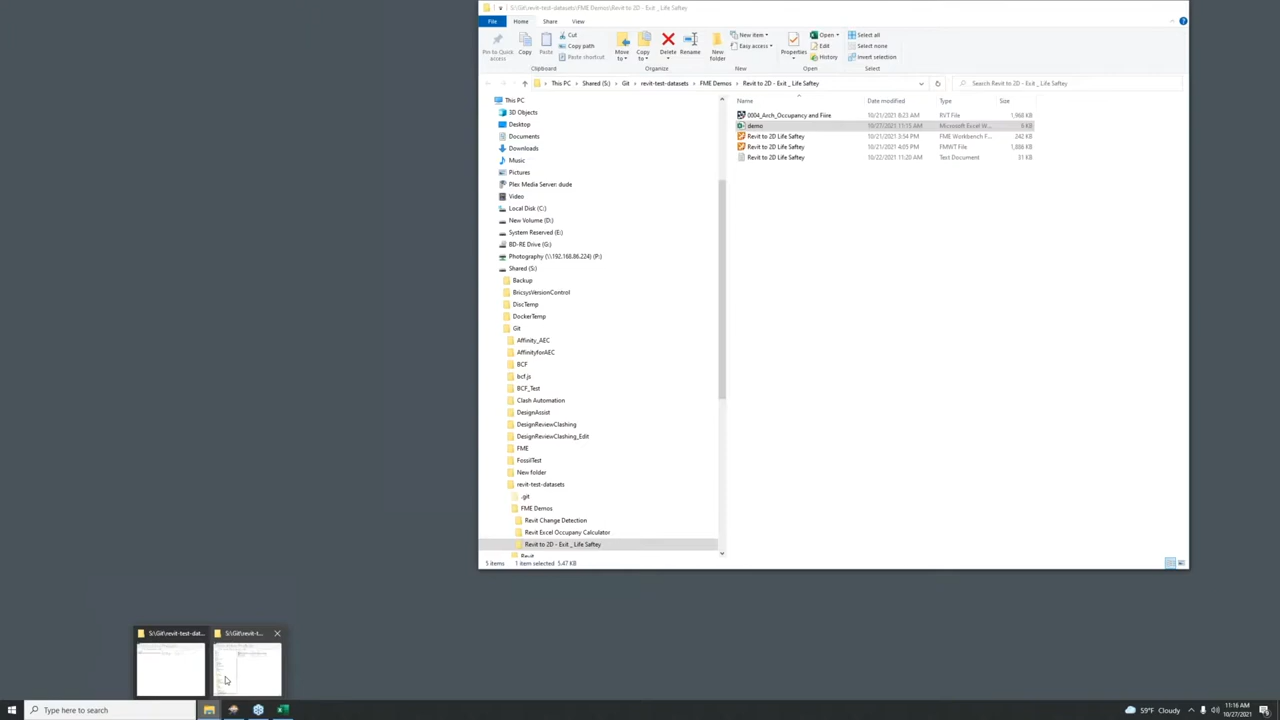 S:\Git\revit-test-datasets\FME Demos\Revit to 2D - Exit _ Life Saftey
File Home Share View
Pin to Quick access
Copy
Paste
Cut
Copy path
Paste shortcut
Clipboard
Move to
Copy to
Delete
Rename
Organize
New folder
New item
Easy access
New
Properties
Open
Edit
History
Open
Select all
Select none
Invert selection
Select
This PC > Shared (S:) > Git > revit-test-datasets > FME Demos > Revit to 2D - Exit _ Life Saftey
Search Revit to 2D - Exit _ Life Saftey
This PC
3D Objects
Desktop
Documents
Downloads
Music
Pictures
Plex Media Server: dude
Video
Local Disk (C:)
New Volume (D:)
System Reserved (E:)
BD-RE Drive (G:)
Photography (\\192.168.86.224) (P:)
Shared (S:)
Backup
BricsysVersionControl
DiscTemp
DockerTemp
Git
Affinity_AEC
AffinityforAEC
BCF
bcf.js
BCF_Test
Clash Automation
DesignAssist
DesignReviewClashing
DesignReviewClashing_Edit
FME
FossilTest
New folder
revit-test-datasets
.git
FME Demos
Revit Change Detection
Revit Excel Occupany Calculator
Revit to 2D - Exit _ Life Saftey
Revit
Name Date modified Type Size
0004_Arch_Occupancy and Fiire 10/21/2021 8:23 AM RVT File 1,968 KB
demo 10/27/2021 11:15 AM Microsoft Excel W... 6 KB
Revit to 2D Life Saftey 10/21/2021 3:54 PM FME Workbench F... 242 KB
Revit to 2D Life Saftey 10/21/2021 4:05 PM FMWT File 1,886 KB
Revit to 2D Life Saftey 10/22/2021 11:20 AM Text Document 31 KB
5 items 1 item selected 5.47 KB
S:\Git\revit-test-dat...
S:\Git\revit-t...
Type here to search
59°F Cloudy
11:16 AM
10/27/2021